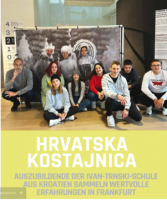 HRVATSKA
KOSTAJNICA
AUSZUBILDENDE DER IVAN-TRNSKI-SCHULE
AUS KROATIEN SAMMELN WERTVOLLE
ERFAHRUNGEN IN FRANKFURT